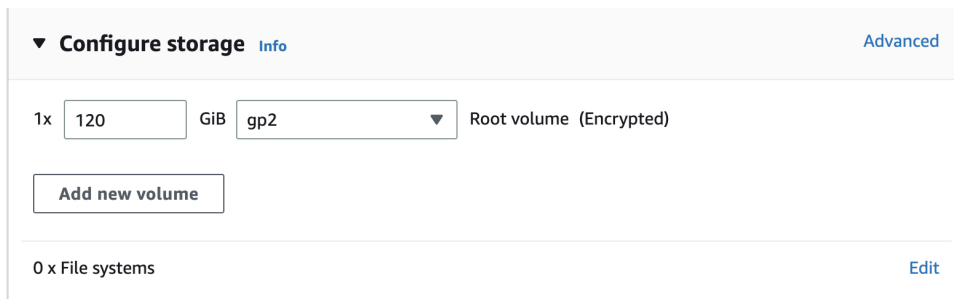 Configure storage Info Advanced
1x 120 GiB gp2 Root volume (Encrypted)
Add new volume
0 x File systems Edit